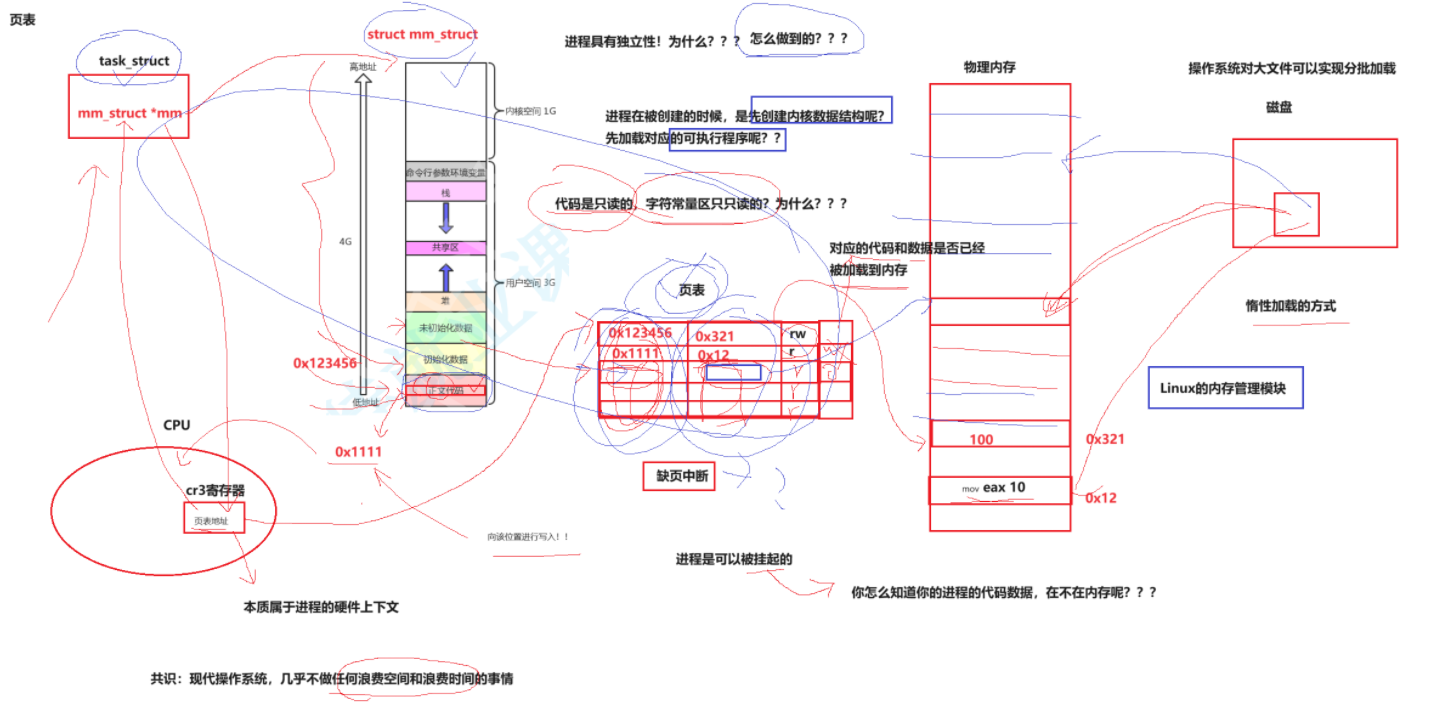 页表
task_struct
mm_struct *mm
struct mm_struct
高地址
内核空间 1G
命令行参数环境变量
栈
共享区
4G
用户空间 3G
堆
未初始化数据
初始化数据
正文代码
低地址
0x123456
0x1111
CPU
cr3寄存器
页表地址
本质属于进程的硬件上下文
向该位置进行写入！！
进程具有独立性！为什么？？？
怎么做到的？？？
进程在被创建的时候，是先创建内核数据结构呢？
先加载对应的可执行程序呢？？
代码是只读的，字符常量区只只读的？为什么？？？
对应的代码和数据是否已经
被加载到内存
页表
0x123456 0x321 rw
0x1111 0x12 r
缺页中断
进程是可以被挂起的
你怎么知道你的进程的代码数据，在不在内存呢？？？
物理内存
100
0x321
mov eax 10
0x12
操作系统对大文件可以实现分批加载
磁盘
惰性加载的方式
Linux的内存管理模块
共识：现代操作系统，几乎不做任何浪费空间和浪费时间的事情